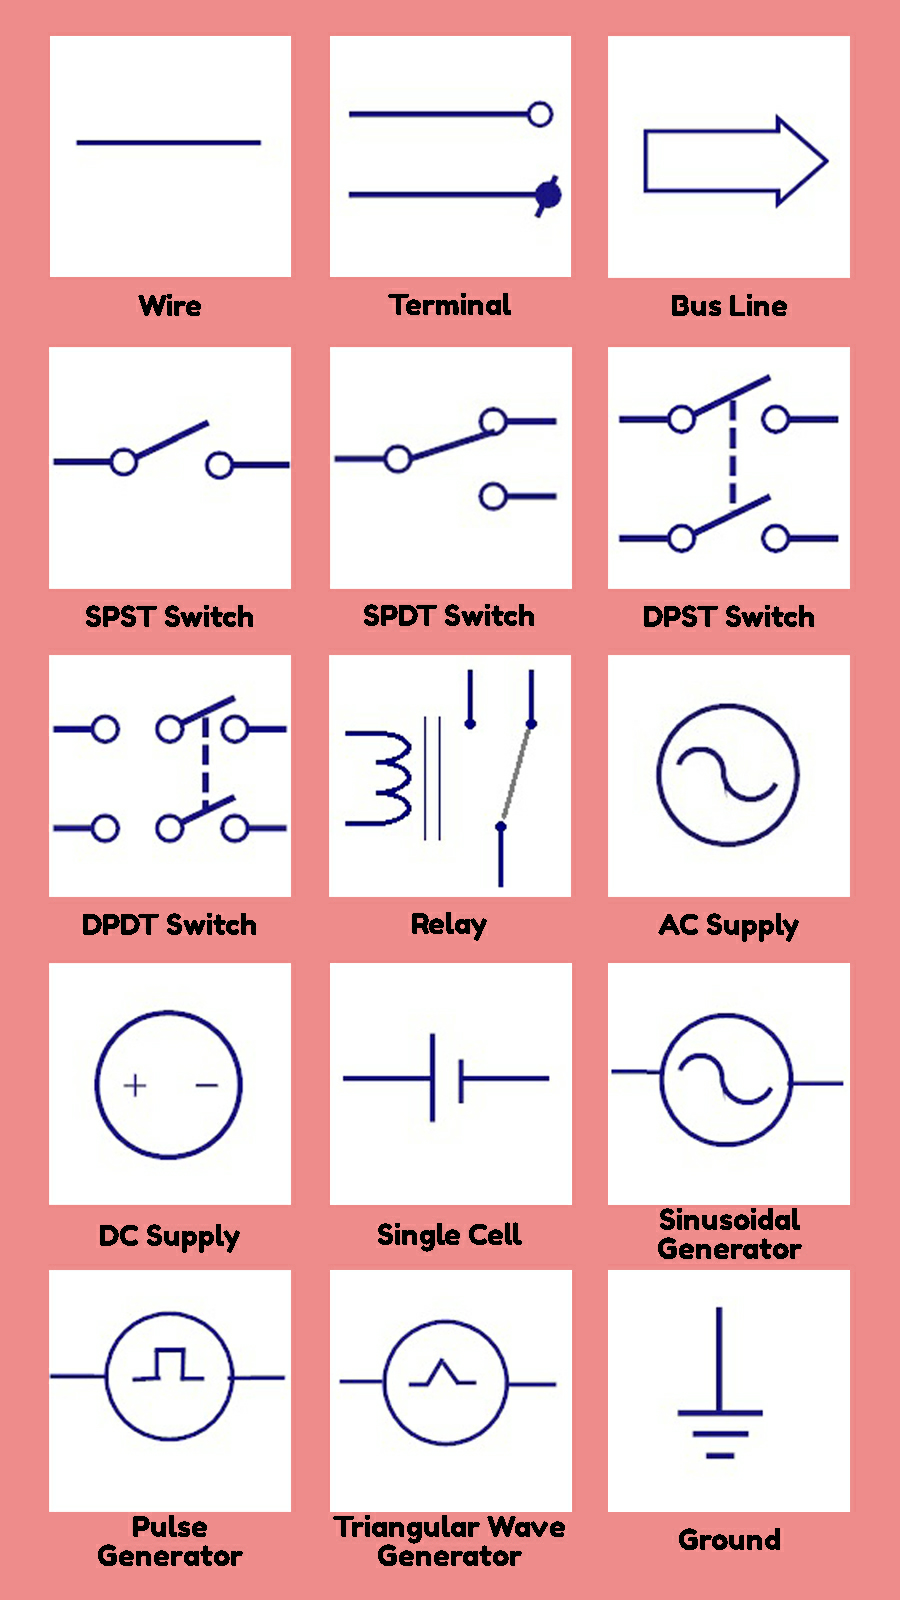 Wire
Terminal
Bus Line
SPST Switch
SPDT Switch
DPST Switch
DPDT Switch
Relay
AC Supply
+ −
DC Supply
Single Cell
Sinusoidal
Generator
Pulse
Generator
Triangular Wave
Generator
Ground